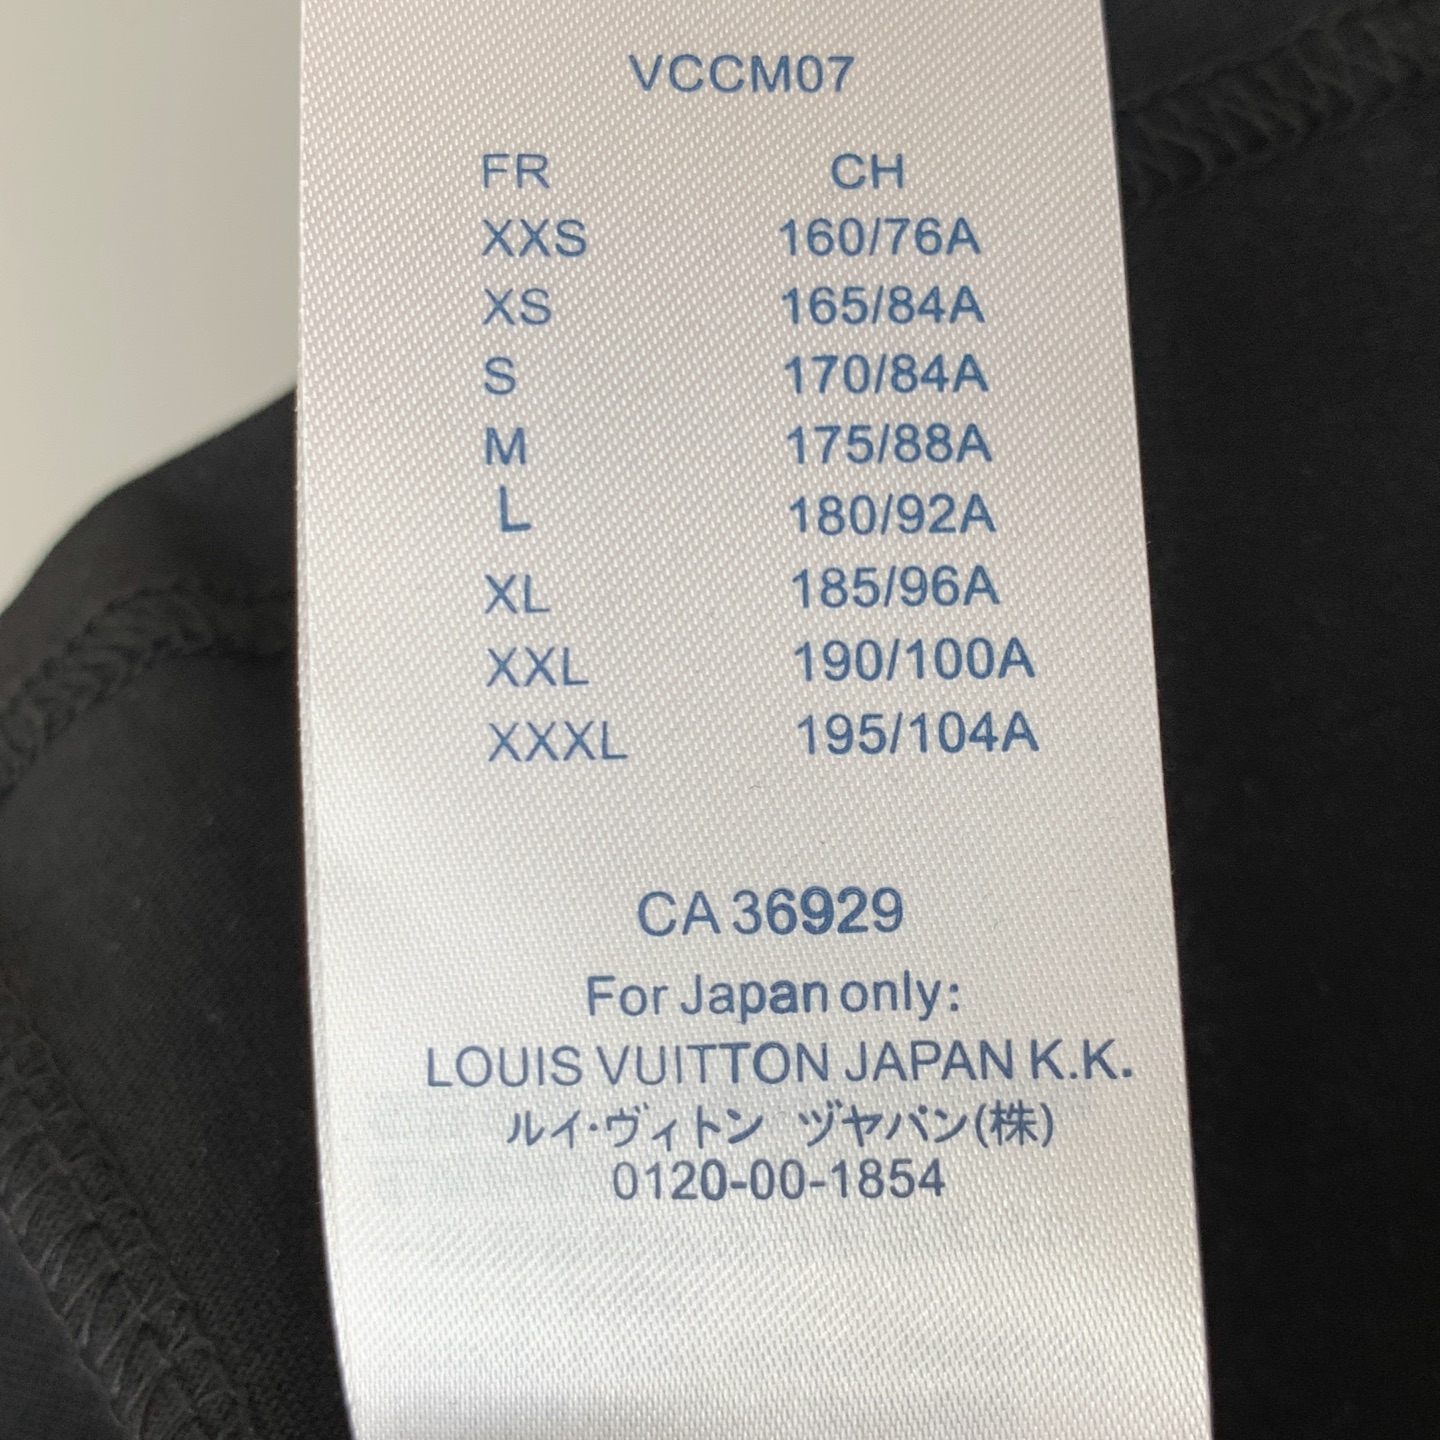 VCCM07
FR CH
XXS 160/76A
XS 165/84A
S 170/84A
M 175/88A
L 180/92A
XL 185/96A
XXL 190/100A
XXXL 195/104A
CA 36929
For Japan only:
LOUIS VUITTON JAPAN K.K.
ルイ・ヴィトン ヅヤパン(株)
0120-00-1854